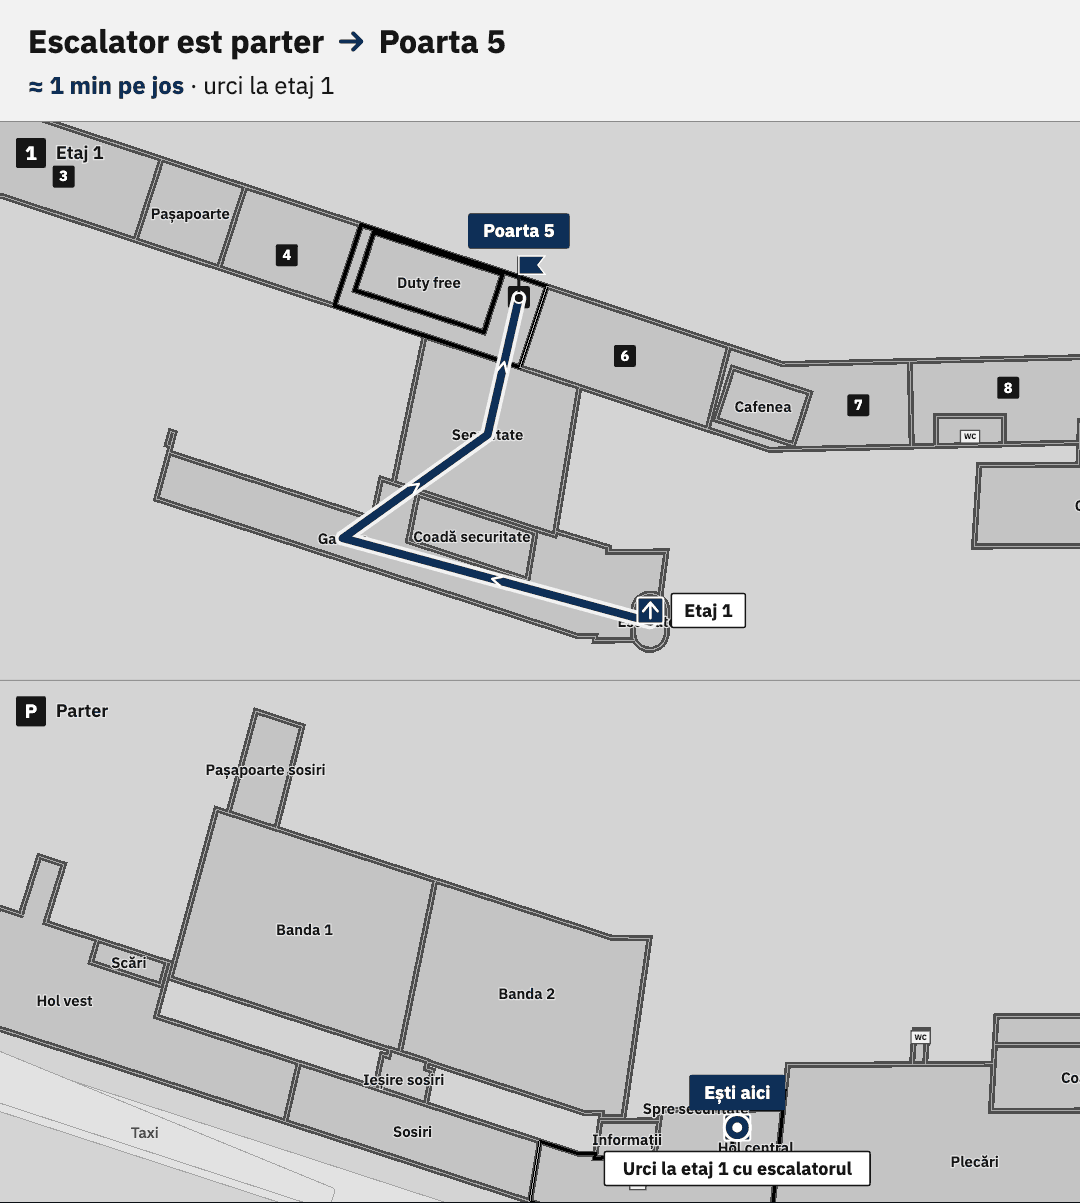 Escalator est parter → Poarta 5
≈ 1 min pe jos · urci la etaj 1
1 Etaj 1
3
Pașapoarte
4
Poarta 5
Duty free
6
Cafenea
7
8
WC
Coadă securitate
Etaj 1
P Parter
Pașapoarte sosiri
Banda 1
Banda 2
Scări
Hol vest
Ieșire sosiri
Sosiri
Taxi
WC
Ești aici
Spre securitate
Informații
Hol central
Urci la etaj 1 cu escalatorul
Plecări